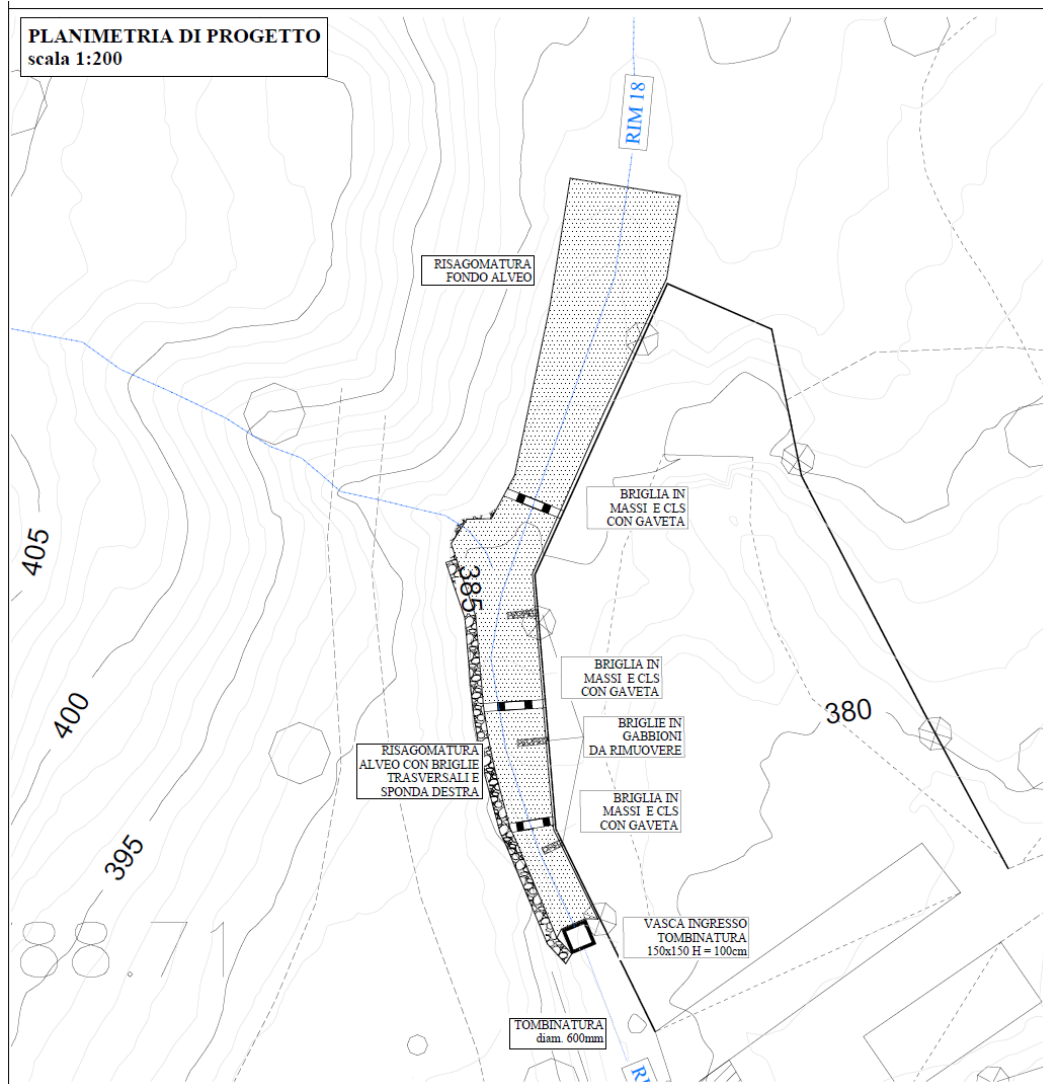 PLANIMETRIA DI PROGETTO
scala 1:200
RIM 18
RISAGOMATURA
FONDO ALVEO
BRIGLIA IN
MASSI E CLS
CON GAVETA
405
385
BRIGLIA IN
MASSI E CLS
CON GAVETA
400
380
BRIGLIE IN
GABBIONI
DA RIMUOVERE
RISAGOMATURA
ALVEO CON BRIGLIE
TRASVERSALI E
SPONDA DESTRA
BRIGLIA IN
MASSI E CLS
CON GAVETA
395
VASCA INGRESSO
TOMBINATURA
150x150 H = 100cm
TOMBINATURA
diam. 600mm